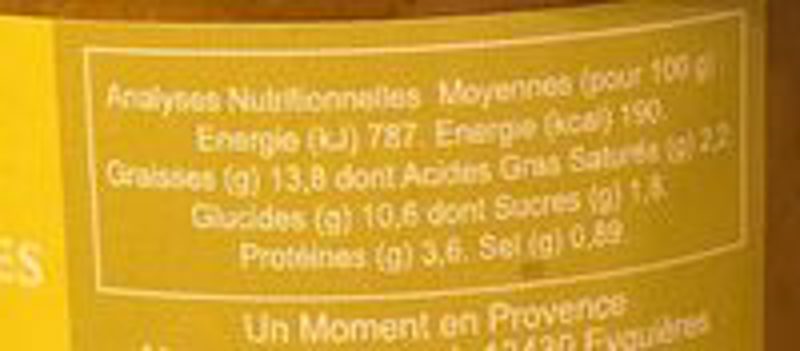 Analyses Nutritionnelles Moyennes (pour 100 g)
Energie (kJ) 787. Energie (kcal) 190.
Graisses (g) 13,8 dont Acides Gras Saturés (g) 2,2.
Glucides (g) 10,6 dont Sucres (g) 1,8.
Protéines (g) 3,6. Sel (g) 0,89.
ES
Un Moment en Provence
13430 Eyguières